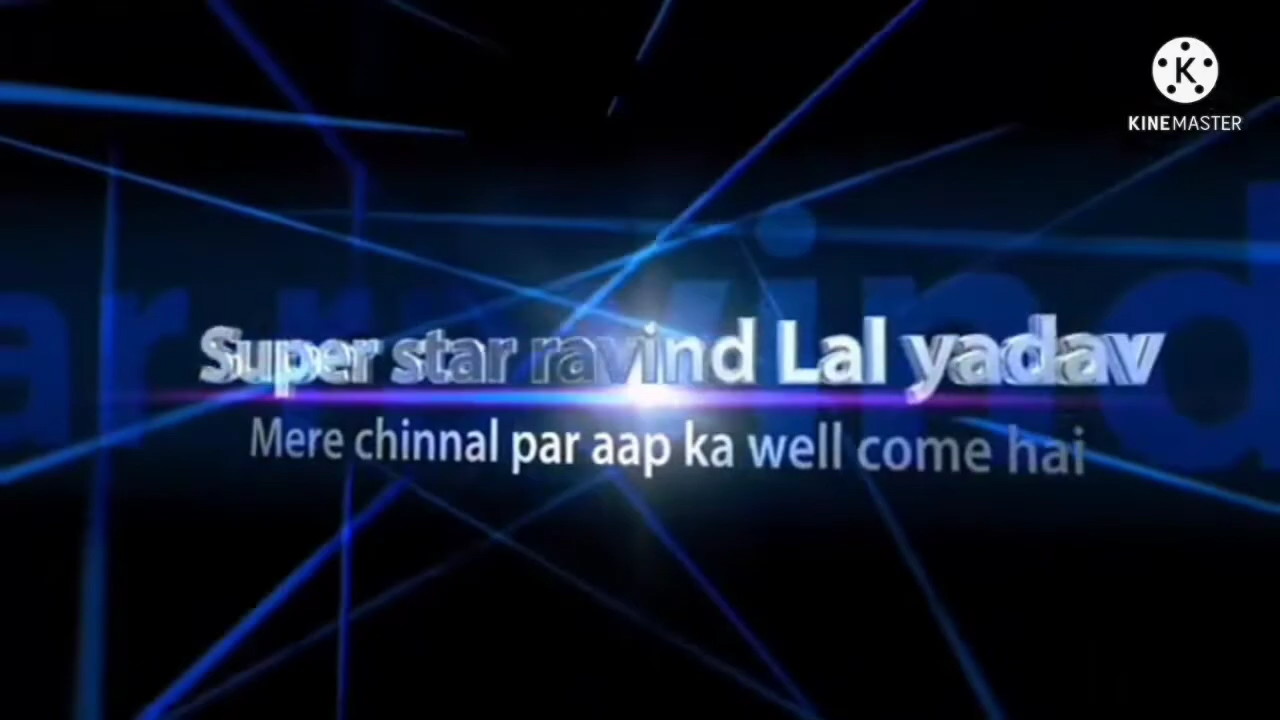 KINEMASTER
Super star ravind Lal yadav
Mere chinnal par aap ka well come hai